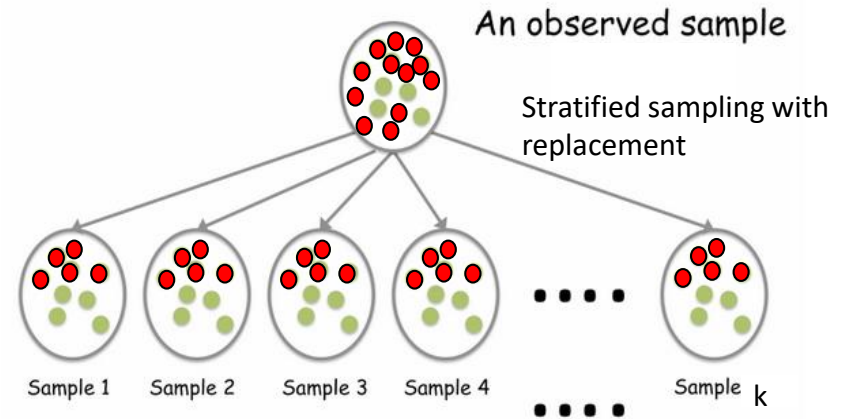 An observed sample
Stratified sampling with
replacement
Sample 1
Sample 2
Sample 3
Sample 4
Sample k